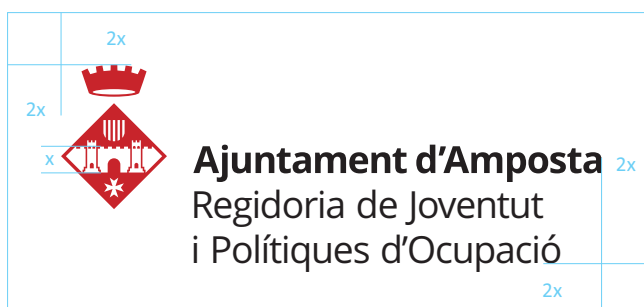 2x
2x
x
Ajuntament d’Amposta
2x
Regidoria de Joventut
i Polítiques d’Ocupació
2x